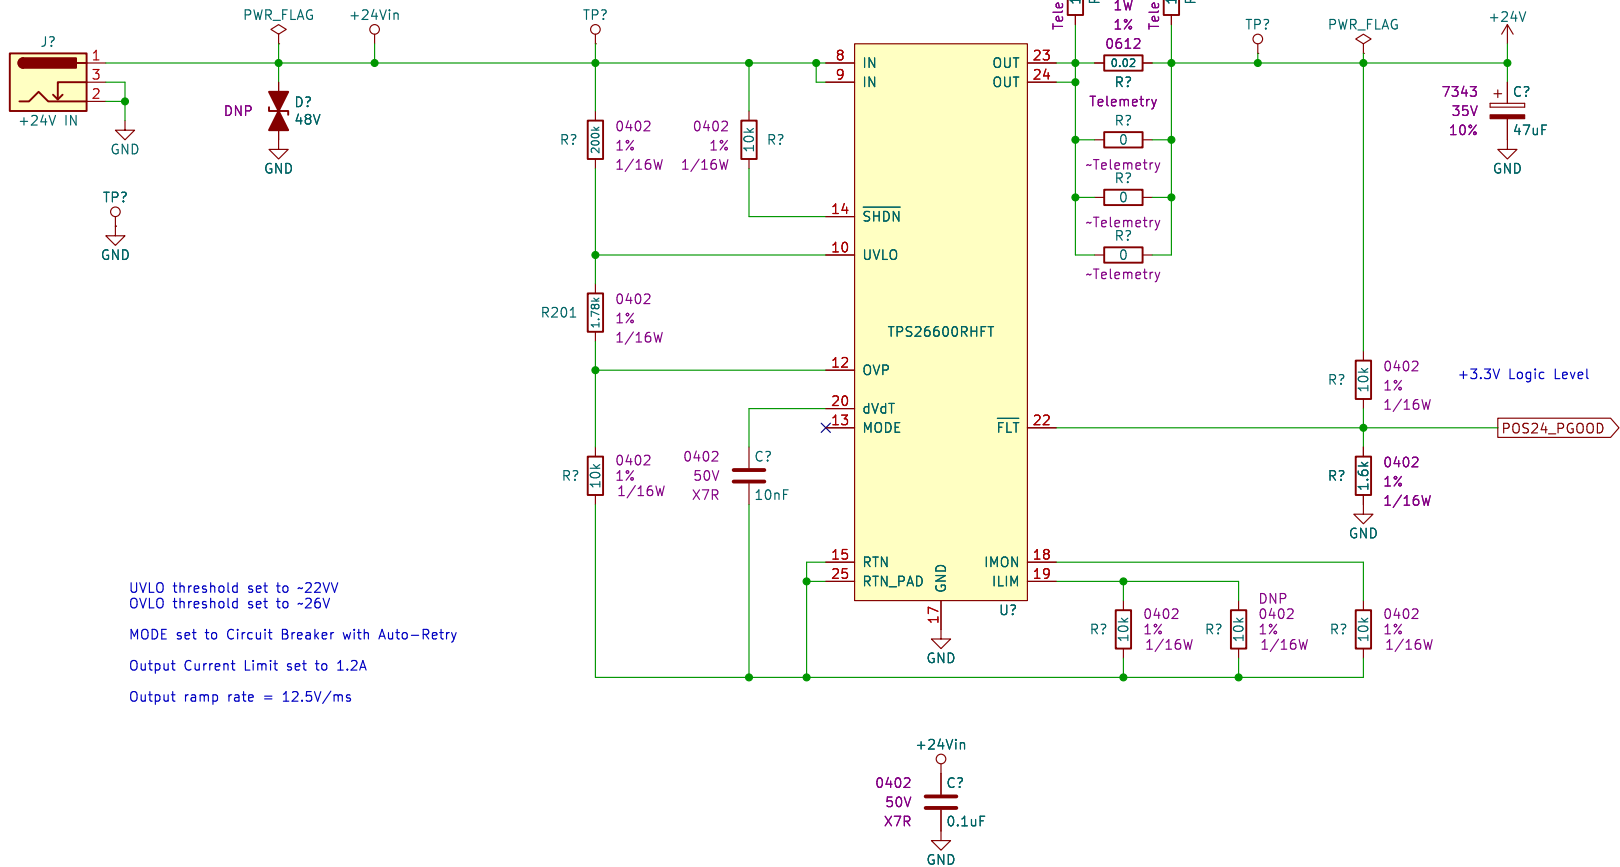 PWR_FLAG
+24Vin
TP?
Tele
1W
1%
0612
Tele
TP?
PWR_FLAG
+24V
J?
1
3
2
+24V IN
GND
DNP
D?
48V
GND
TP?
GND
R?
200k
0402
1%
1/16W
0402
1%
1/16W
10k
R?
R201
1.78k
0402
1%
1/16W
R?
10k
0402
1%
1/16W
0402
50V
X7R
C?
10nF
8
IN
9
IN
14
SHDN
10
UVLO
12
OVP
20
dVdT
13
MODE
15
RTN
25
RTN_PAD
TPS26600RHFT
OUT
23
OUT
24
FLT
22
IMON
18
ILIM
19
GND
17
U?
GND
0.02
R?
Telemetry
R?
0
~Telemetry
R?
0
~Telemetry
R?
0
~Telemetry
7343
35V
10%
C?
47uF
GND
R?
10k
0402
1%
1/16W
+3.3V Logic Level
POS24_PGOOD
R?
1.6k
0402
1%
1/16W
GND
R?
10k
0402
1%
1/16W
DNP
R?
10k
0402
1%
1/16W
R?
10k
0402
1%
1/16W
UVLO threshold set to ~22VV
OVLO threshold set to ~26V
MODE set to Circuit Breaker with Auto-Retry
Output Current Limit set to 1.2A
Output ramp rate = 12.5V/ms
+24Vin
0402
50V
X7R
C?
0.1uF
GND